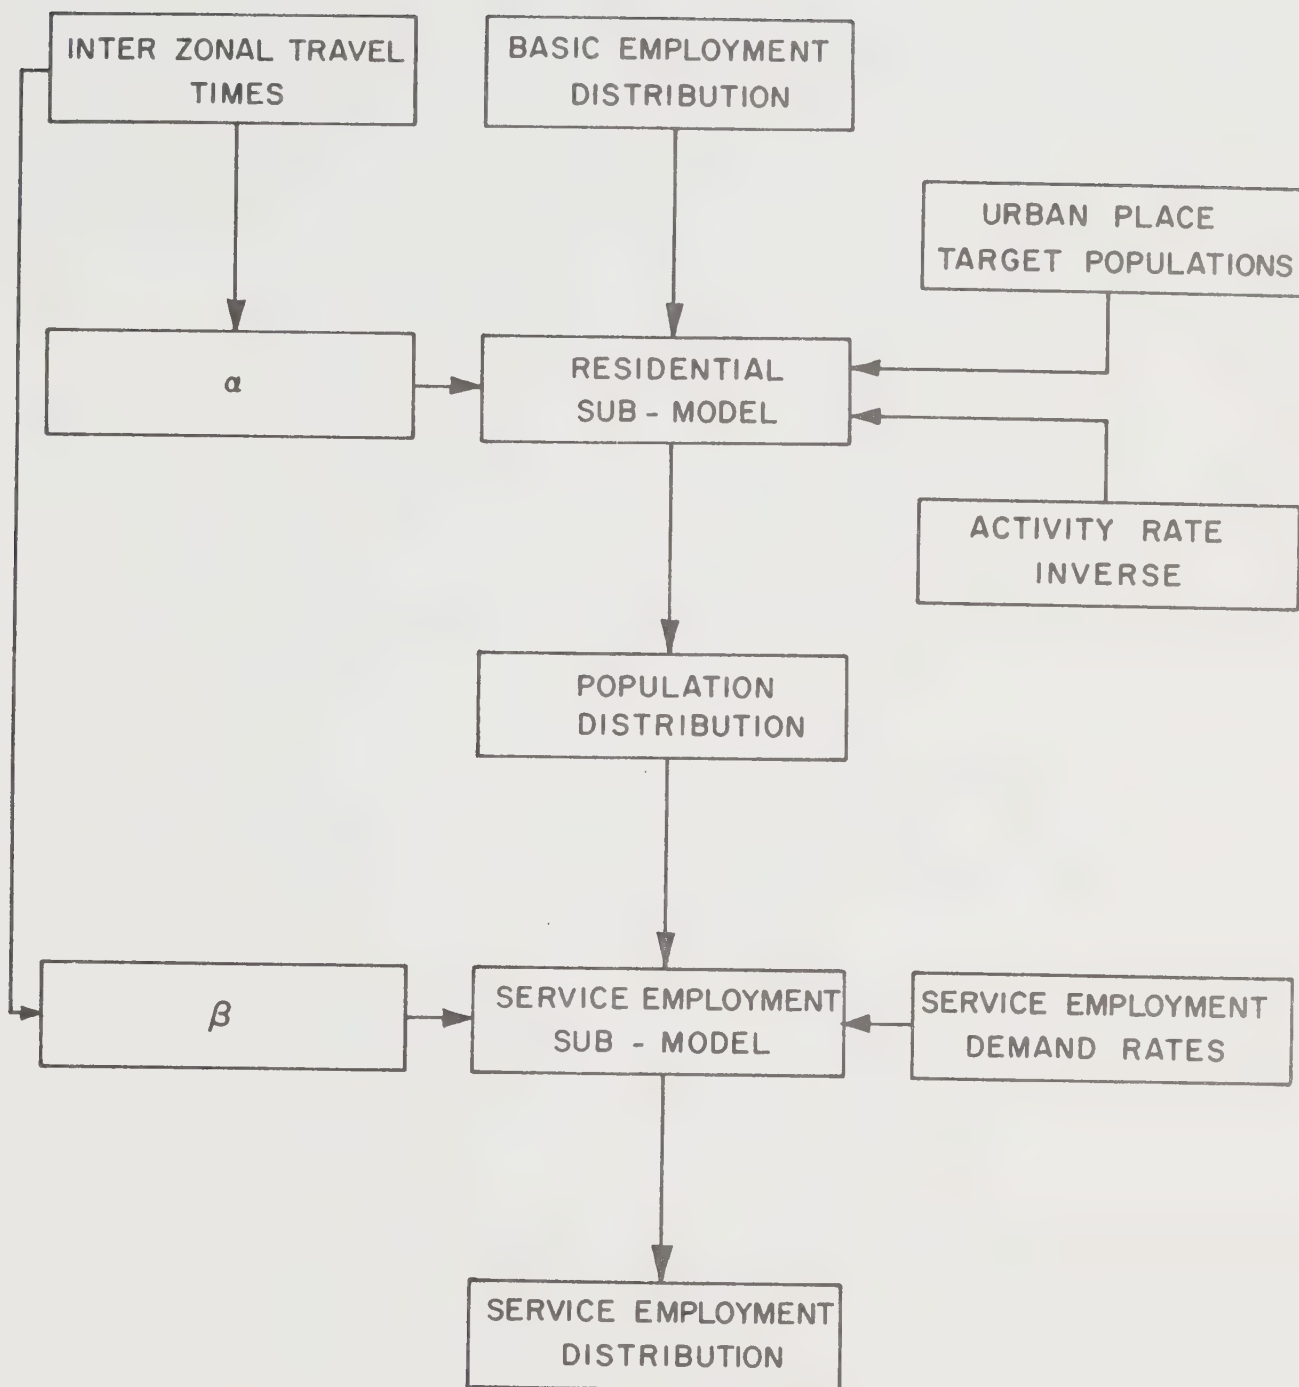 INTER ZONAL TRAVEL
TIMES
BASIC EMPLOYMENT
DISTRIBUTION
URBAN PLACE
TARGET POPULATIONS
α
RESIDENTIAL
SUB - MODEL
ACTIVITY RATE
INVERSE
POPULATION
DISTRIBUTION
β
SERVICE EMPLOYMENT
SUB - MODEL
SERVICE EMPLOYMENT
DEMAND RATES
SERVICE EMPLOYMENT
DISTRIBUTION